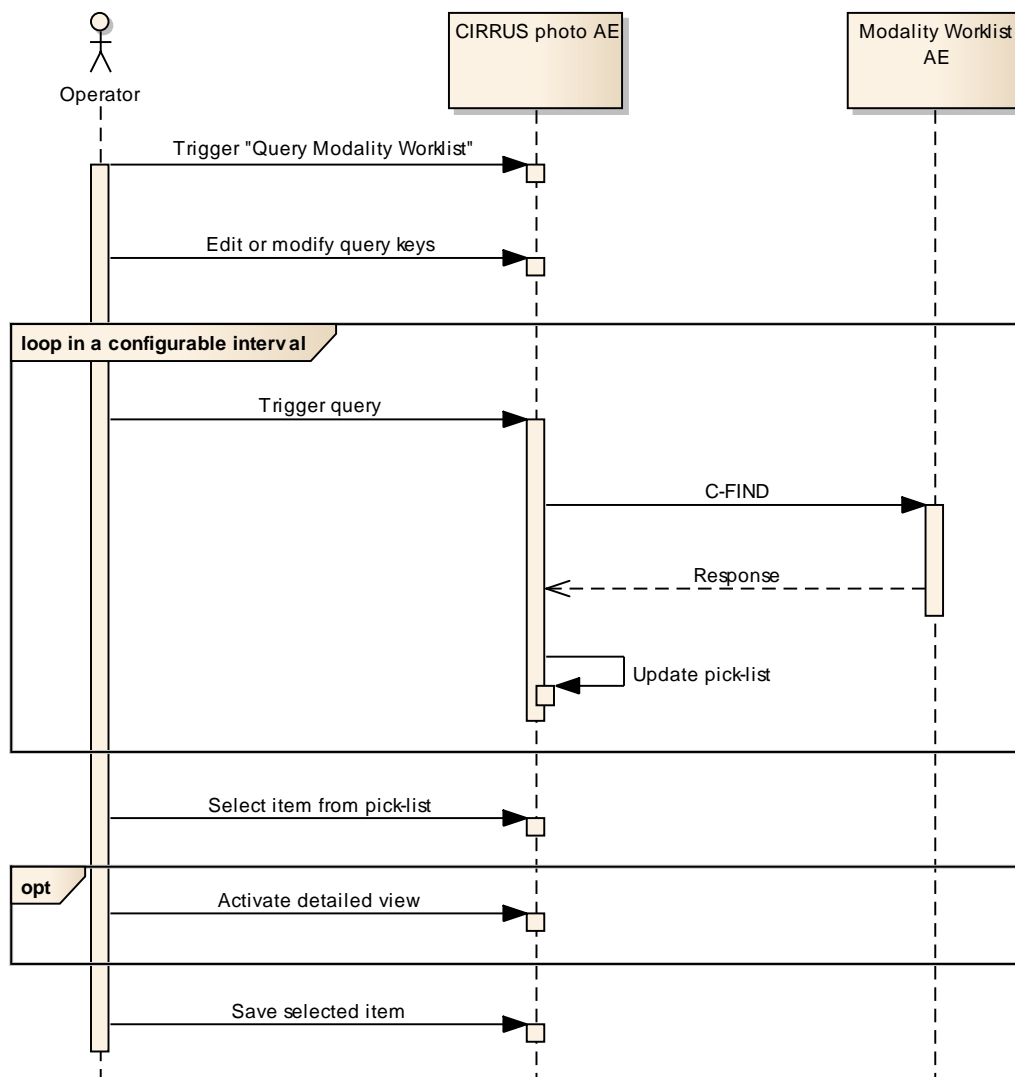 CIRRUS photo AE
Modality Worklist
AE
Operator
Trigger "Query Modality Worklist"
Edit or modify query keys
loop in a configurable interval
Trigger query
C-FIND
Response
Update pick-list
Select item from pick-list
opt
Activate detailed view
Save selected item